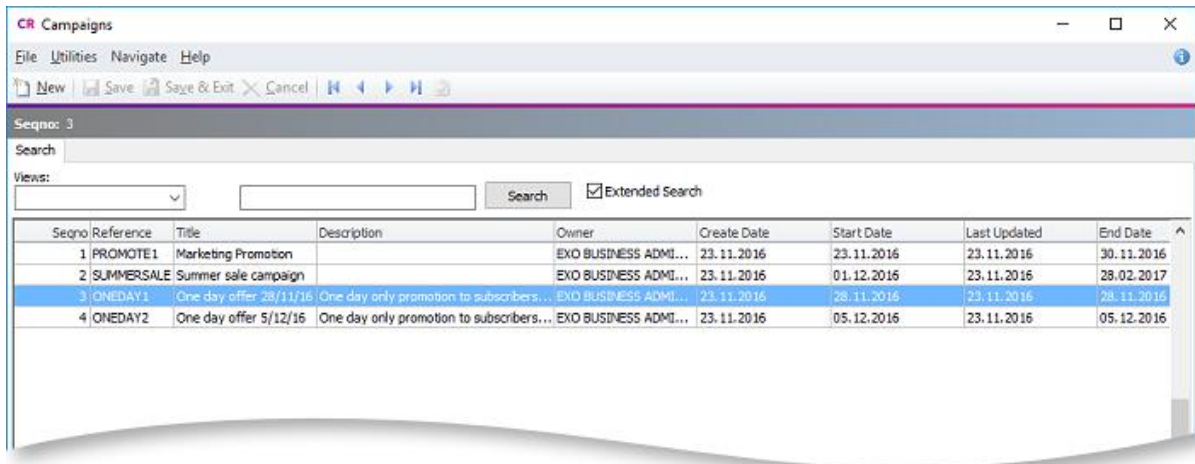 CR Campaigns
File Utilities Navigate Help
New Save Save & Exit Cancel
Seqno: 3
Search
Views:
Search Extended Search
Seqno Reference Title Description Owner Create Date Start Date Last Updated End Date
1 PROMOTE1 Marketing Promotion EXO BUSINESS ADMI... 23.11.2016 23.11.2016 23.11.2016 30.11.2016
2 SUMMERSALE Summer sale campaign EXO BUSINESS ADMI... 23.11.2016 01.12.2016 23.11.2016 28.02.2017
3 ONEDAY1 One day offer 28/11/16 One day only promotion to subscribers... EXO BUSINESS ADMI... 23.11.2016 28.11.2016 23.11.2016 28.11.2016
4 ONEDAY2 One day offer 5/12/16 One day only promotion to subscribers... EXO BUSINESS ADMI... 23.11.2016 05.12.2016 23.11.2016 05.12.2016